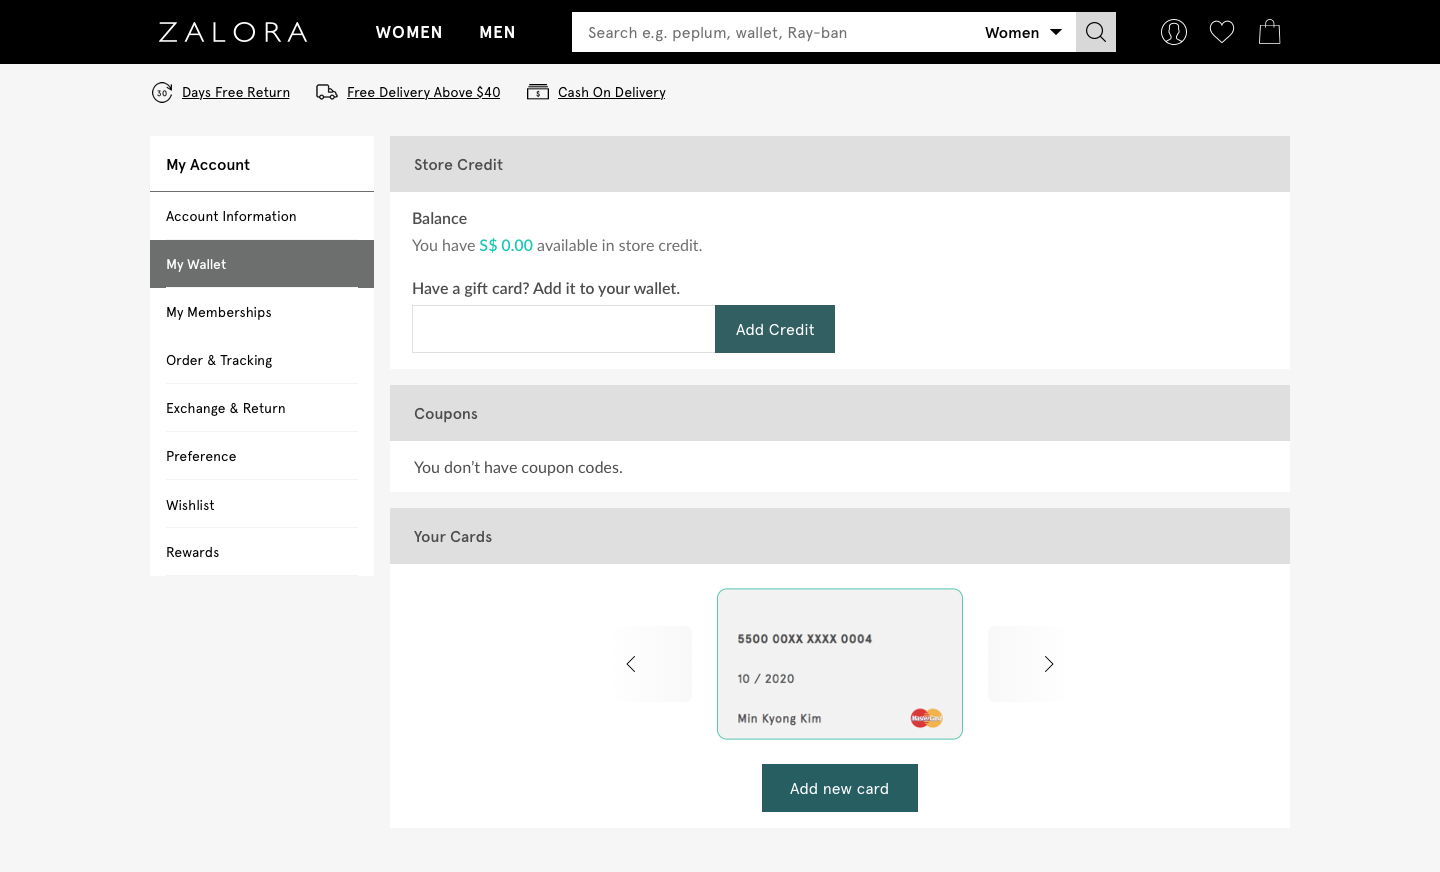 ZALORA
WOMEN
MEN
Search e.g. peplum, wallet, Ray-ban
Women
30
Days Free Return
Free Delivery Above $40
$
Cash On Delivery
My Account
Account Information
My Wallet
My Memberships
Order & Tracking
Exchange & Return
Preference
Wishlist
Rewards
Store Credit
Balance
You have S$ 0.00 available in store credit.
Have a gift card? Add it to your wallet.
Add Credit
Coupons
You don’t have coupon codes.
Your Cards
5500 00XX XXXX 0004
10 / 2020
Min Kyong Kim
MasterCard
Add new card